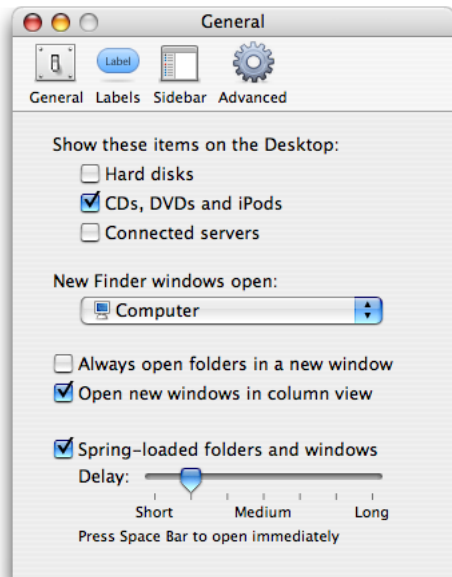 General
Label
General Labels Sidebar Advanced
Show these items on the Desktop:
Hard disks
CDs, DVDs and iPods
Connected servers
New Finder windows open:
Computer
Always open folders in a new window
Open new windows in column view
Spring-loaded folders and windows
Delay:
Short Medium Long
Press Space Bar to open immediately